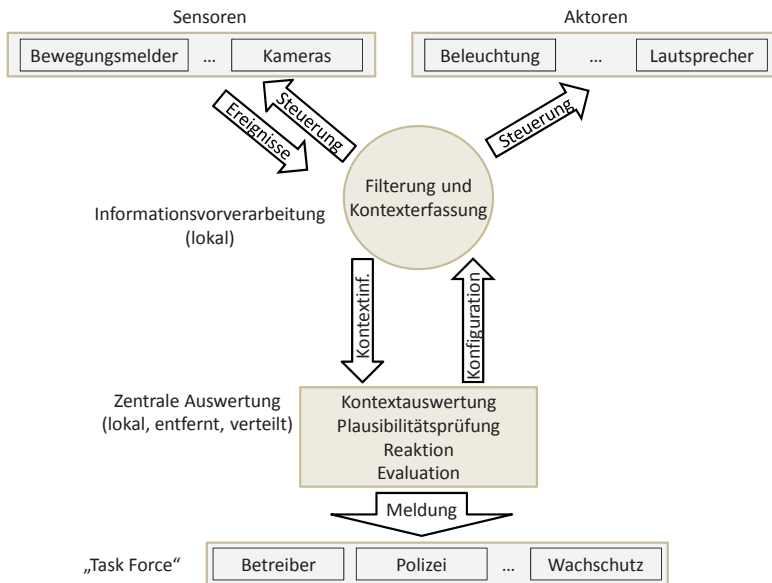 Sensoren
Aktoren
Bewegungsmelder ... Kameras
Beleuchtung ... Lautsprecher
Ereignisse
Steuerung
Steuerung
Filterung und
Kontexterfassung
Informationsvorverarbeitung
(lokal)
Kontextinf.
Konfiguration
Zentrale Auswertung
(lokal, entfernt, verteilt)
Kontextauswertung
Plausibilitätsprüfung
Reaktion
Evaluation
Meldung
„Task Force“
Betreiber Polizei ... Wachschutz